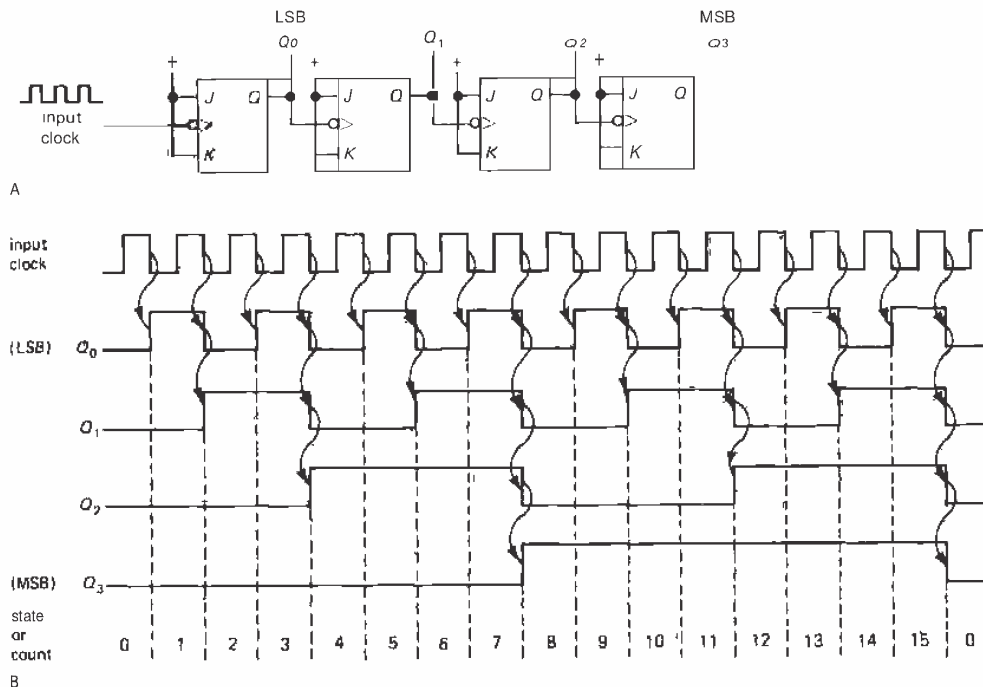 LSB MSB
Q0 Q1 Q2 Q3
+ + + +
J Q J Q J Q J Q
input
clock
K K K K
A
input
clock
(LSB) Q0
Q1
Q2
(MSB) Q3
state
or
count
0 1 2 3 4 5 6 7 8 9 10 11 12 13 14 15 0
B